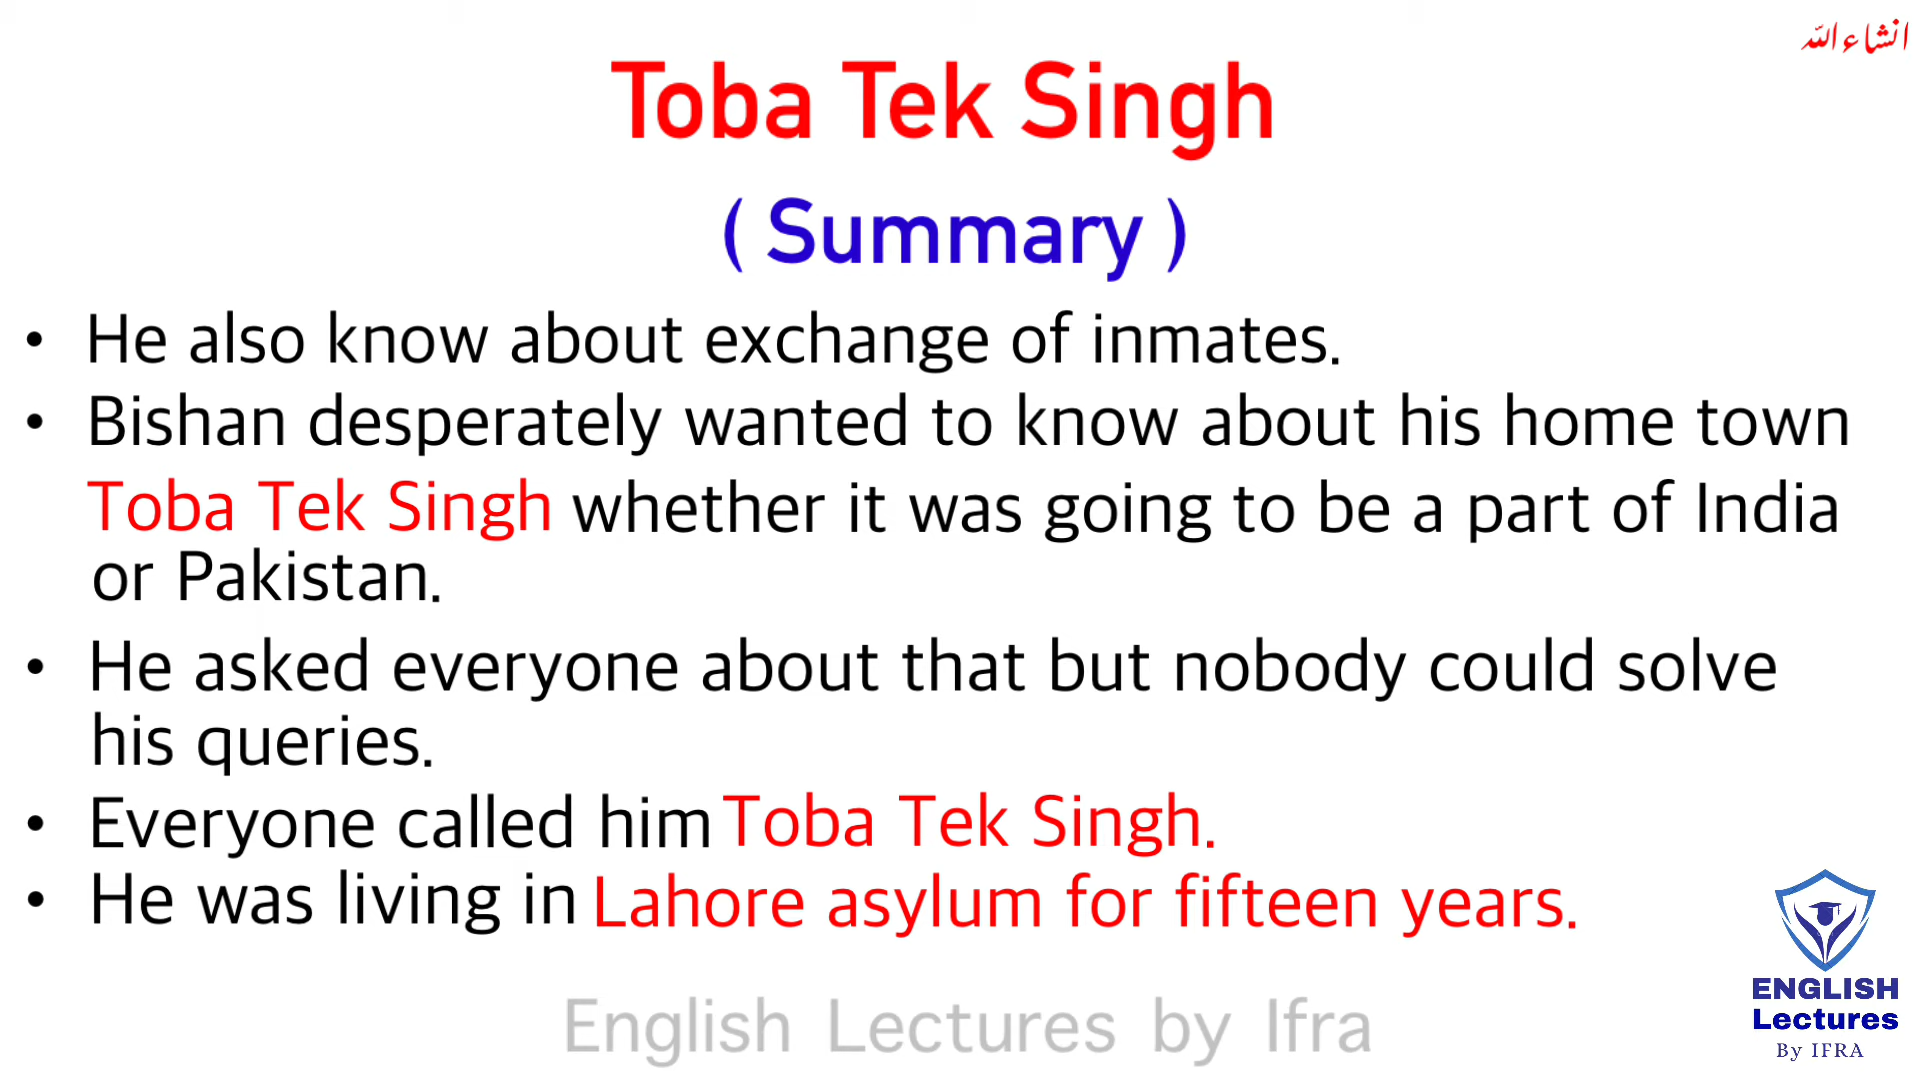 انشاء اللہ
Toba Tek Singh
( Summary )
• He also know about exchange of inmates.
• Bishan desperately wanted to know about his home town
Toba Tek Singh whether it was going to be a part of India
or Pakistan.
• He asked everyone about that but nobody could solve
his queries.
• Everyone called him Toba Tek Singh.
• He was living in Lahore asylum for fifteen years.
English Lectures by Ifra
ENGLISH
Lectures
By IFRA